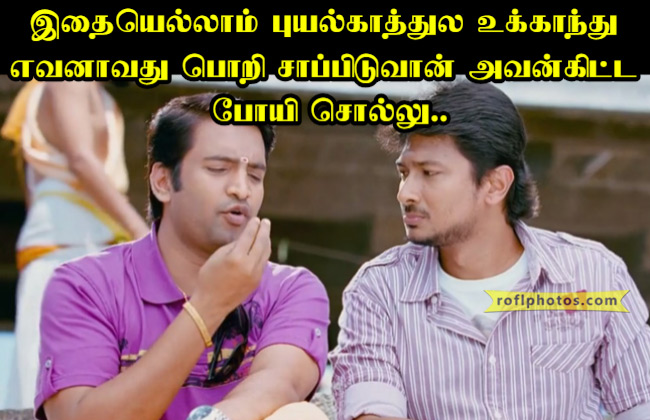 இதையெல்லாம் புயல்காத்துல உக்காந்து
எவனாவது பொறி சாப்பிடுவான் அவன்கிட்ட
போயி சொல்லு..
roflphotos.com